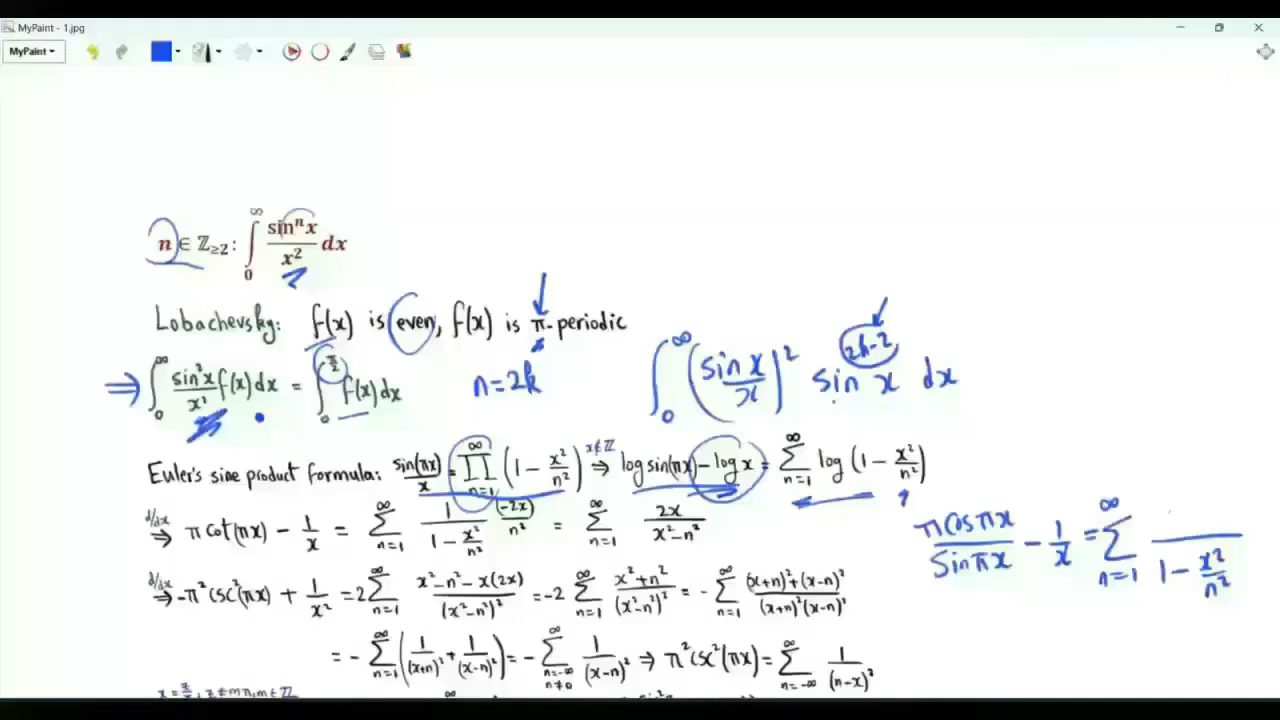 MyPaint - 1.jpg
MyPaint
n ∈ ℤ≥2 : ∫₀^∞ sinⁿx / x² dx
Lobachevsky: f(x) is even, f(x) is π-periodic
⇒ ∫₀^∞ sin²x / x² f(x) dx = ∫₀^{π/2} f(x) dx n = 2k ∫₀^∞ (sin x / x)² sin^{2k-2} x dx
Euler's sine product formula: sin(πx) / x = ∏_{n=1}^∞ (1 - x²/n²) ⇒^{x∉ℤ} log sin(πx) - log x = ∑_{n=1}^∞ log (1 - x²/n²)
⇒^{d/dx} π cot(πx) - 1/x = ∑_{n=1}^∞ 1 / (1 - x²/n²) (-2x)/n² = ∑_{n=1}^∞ 2x / (x² - n²)
π cos πx / sin πx - 1/x = ∑_{n=1}^∞ / (1 - x²/n²)
⇒^{d/dx} -π² csc²(πx) + 1/x² = 2 ∑_{n=1}^∞ (x² - n² - x(2x)) / (x² - n²)² = -2 ∑_{n=1}^∞ (x² + n²) / (x² - n²)² = - ∑_{n=1}^∞ ((x+n)² + (x-n)²) / ((x+n)² (x-n)²)
= - ∑_{n=1}^∞ (1/(x+n)² + 1/(x-n)²) = - ∑_{n=-∞, n≠0}^∞ 1/(x-n)² ⇒ π² csc²(πx) = ∑_{n=-∞}^∞ 1/(n-x)²